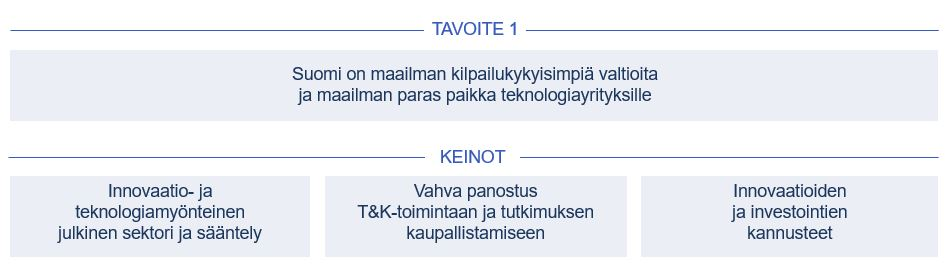 TAVOITE 1
Suomi on maailman kilpailukykyisimpiä valtioita
ja maailman paras paikka teknologiayrityksille
KEINOT
Innovaatio- ja
teknologiamyönteinen
julkinen sektori ja sääntely
Vahva panostus
T&K-toimintaan ja tutkimuksen
kaupallistamiseen
Innovaatioiden
ja investointien
kannusteet